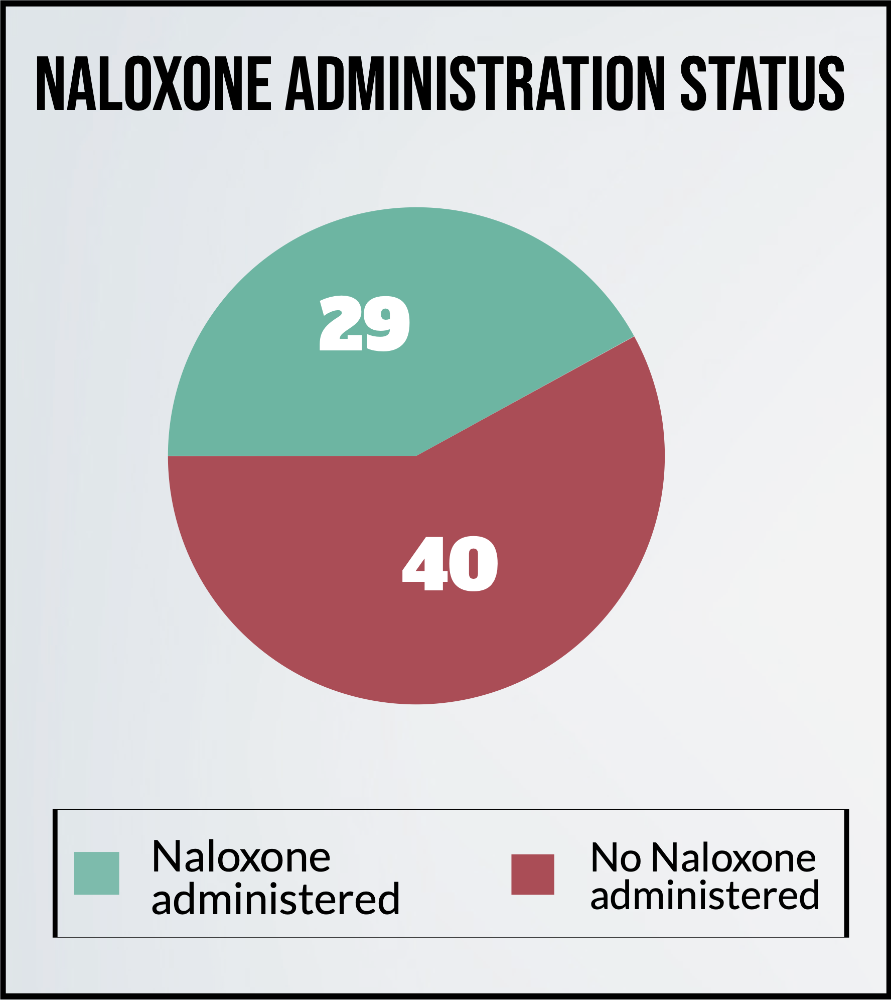 NALOXONE ADMINISTRATION STATUS
29
40
Naloxone
administered
No Naloxone
administered